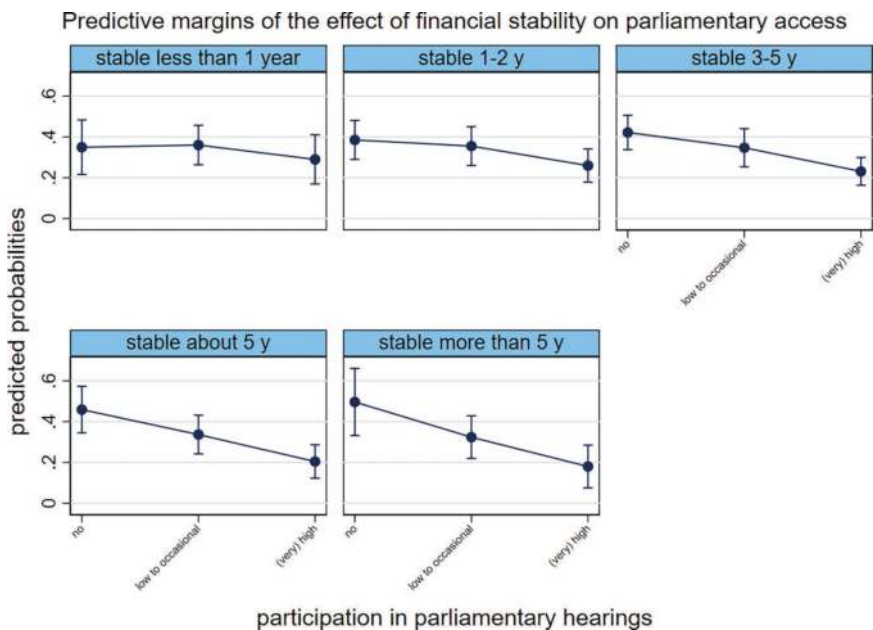 Predictive margins of the effect of financial stability on parliamentary access
stable less than 1 year
stable 1-2 y
stable 3-5 y
.6
.4
.2
0
no
low to occasional
(very) high
stable about 5 y
stable more than 5 y
.6
.4
.2
0
no
low to occasional
(very) high
no
low to occasional
(very) high
predicted probabilities
participation in parliamentary hearings